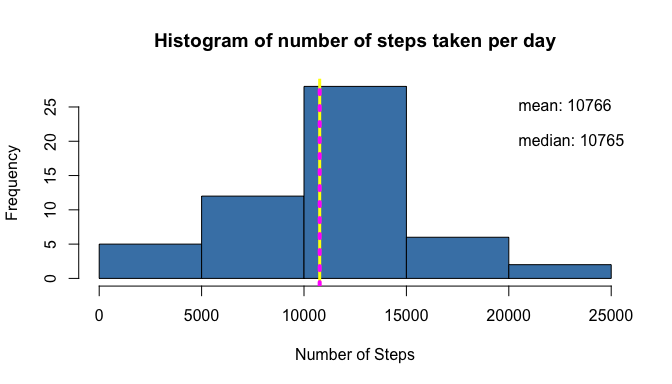 Histogram of number of steps taken per day
mean: 10766
median: 10765
Frequency
25
20
15
10
5
0
0 5000 10000 15000 20000 25000
Number of Steps